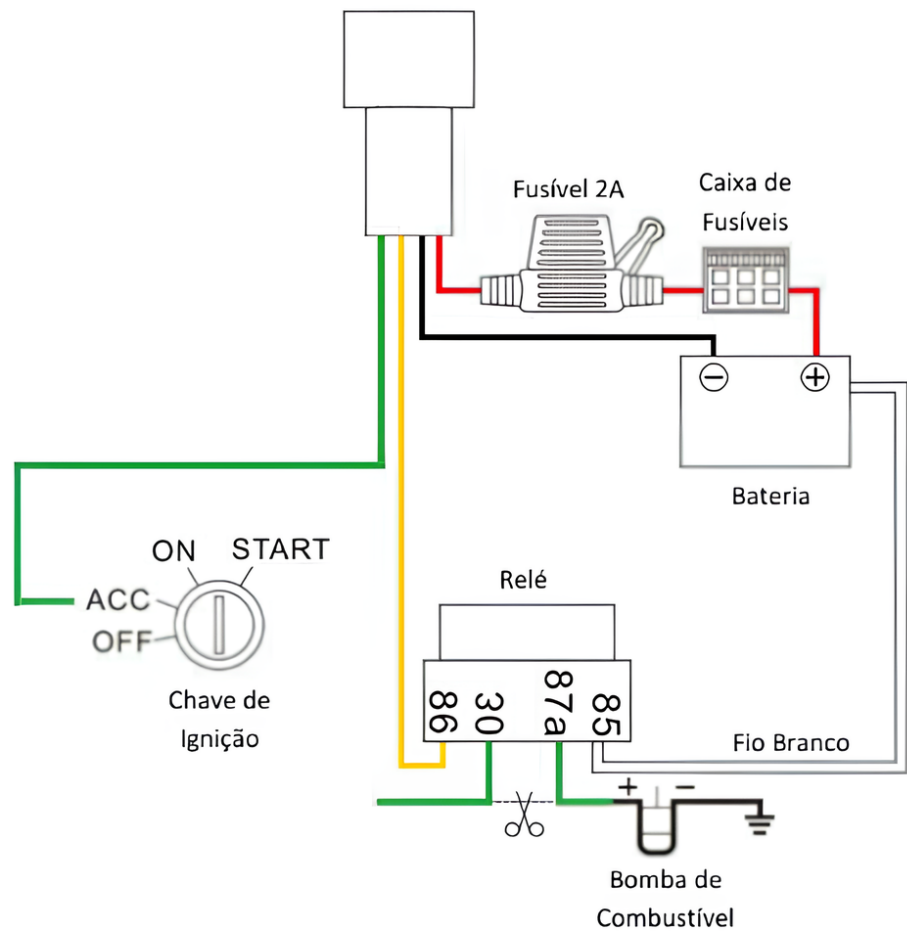 Fusível 2A
Caixa de
Fusíveis
Bateria
ON
START
ACC
OFF
Chave de
Ignição
Relé
86
30
87a
85
Fio Branco
+
−
Bomba de
Combustível